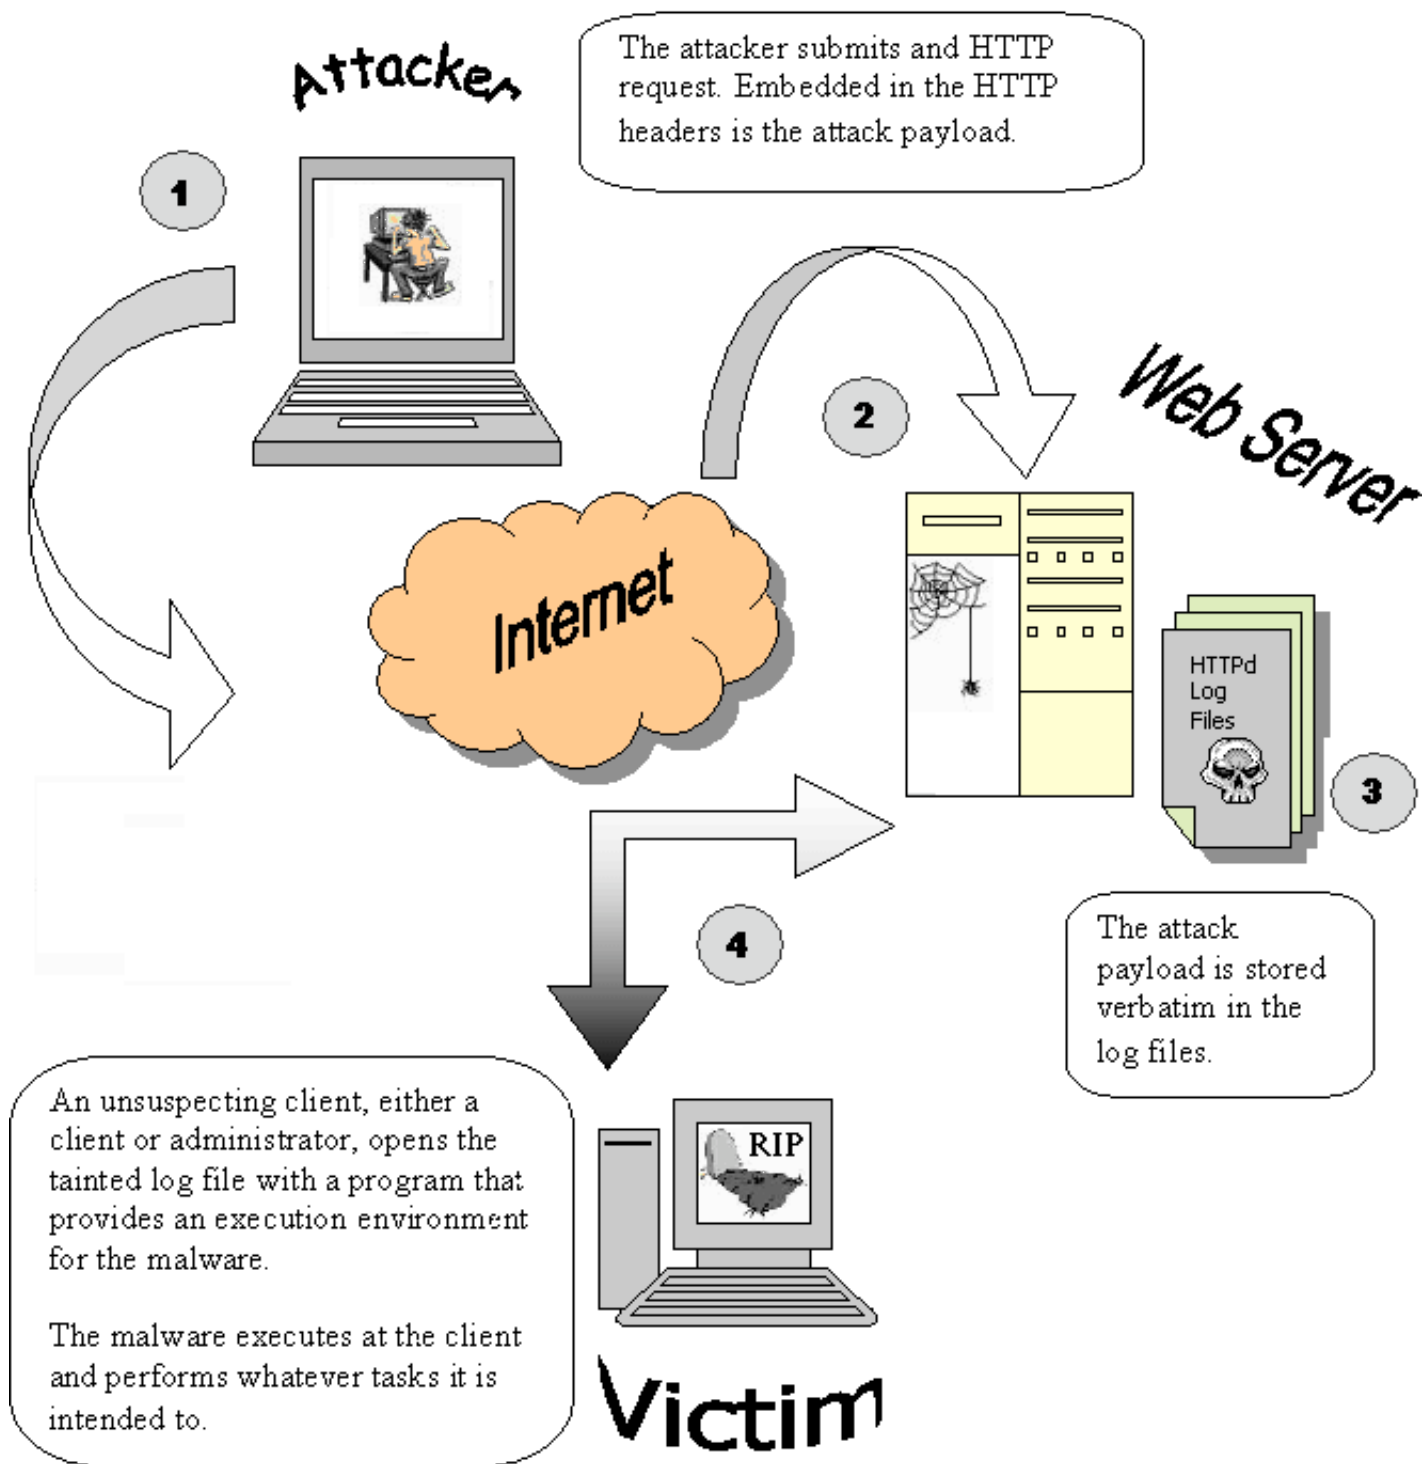 Attacker
The attacker submits and HTTP
request. Embedded in the HTTP
headers is the attack payload.
1
2
Web Server
Internet
HTTPd
Log
Files
3
The attack
payload is stored
verbatim in the
log files.
4
An unsuspecting client, either a
client or administrator, opens the
tainted log file with a program that
provides an execution environment
for the malware.
The malware executes at the client
and performs whatever tasks it is
intended to.
RIP
Victim